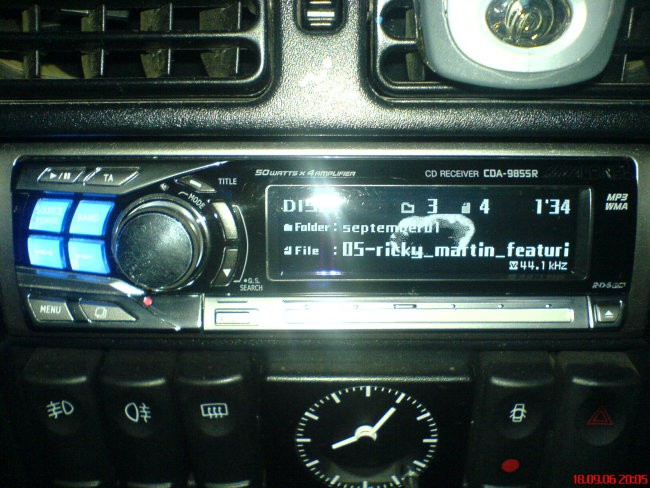 50 WATTS X 4 AMPLIFIER
CD RECEIVER CDA-9855R
TA
TITLE
MODE
MP3
WMA
3 4 1'34
Folder : september01
File : 05-ricky_martin_featuri
44.1 kHz
G.S.
SEARCH
MENU
18.09.06 20:05